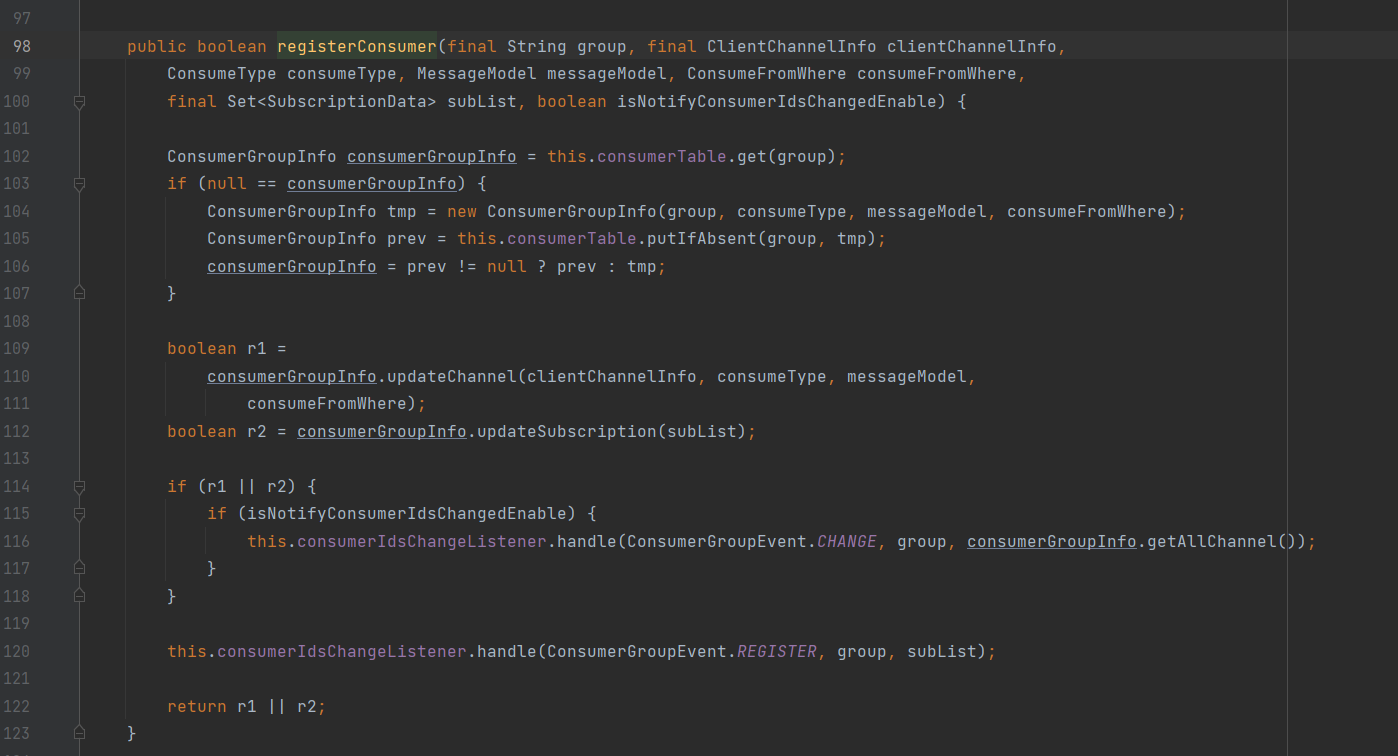 97
98 public boolean registerConsumer(final String group, final ClientChannelInfo clientChannelInfo,
99 ConsumeType consumeType, MessageModel messageModel, ConsumeFromWhere consumeFromWhere,
100 final Set<SubscriptionData> subList, boolean isNotifyConsumerIdsChangedEnable) {
101
102 ConsumerGroupInfo consumerGroupInfo = this.consumerTable.get(group);
103 if (null == consumerGroupInfo) {
104 ConsumerGroupInfo tmp = new ConsumerGroupInfo(group, consumeType, messageModel, consumeFromWhere);
105 ConsumerGroupInfo prev = this.consumerTable.putIfAbsent(group, tmp);
106 consumerGroupInfo = prev != null ? prev : tmp;
107 }
108
109 boolean r1 =
110 consumerGroupInfo.updateChannel(clientChannelInfo, consumeType, messageModel,
111 consumeFromWhere);
112 boolean r2 = consumerGroupInfo.updateSubscription(subList);
113
114 if (r1 || r2) {
115 if (isNotifyConsumerIdsChangedEnable) {
116 this.consumerIdsChangeListener.handle(ConsumerGroupEvent.CHANGE, group, consumerGroupInfo.getAllChannel());
117 }
118 }
119
120 this.consumerIdsChangeListener.handle(ConsumerGroupEvent.REGISTER, group, subList);
121
122 return r1 || r2;
123 }